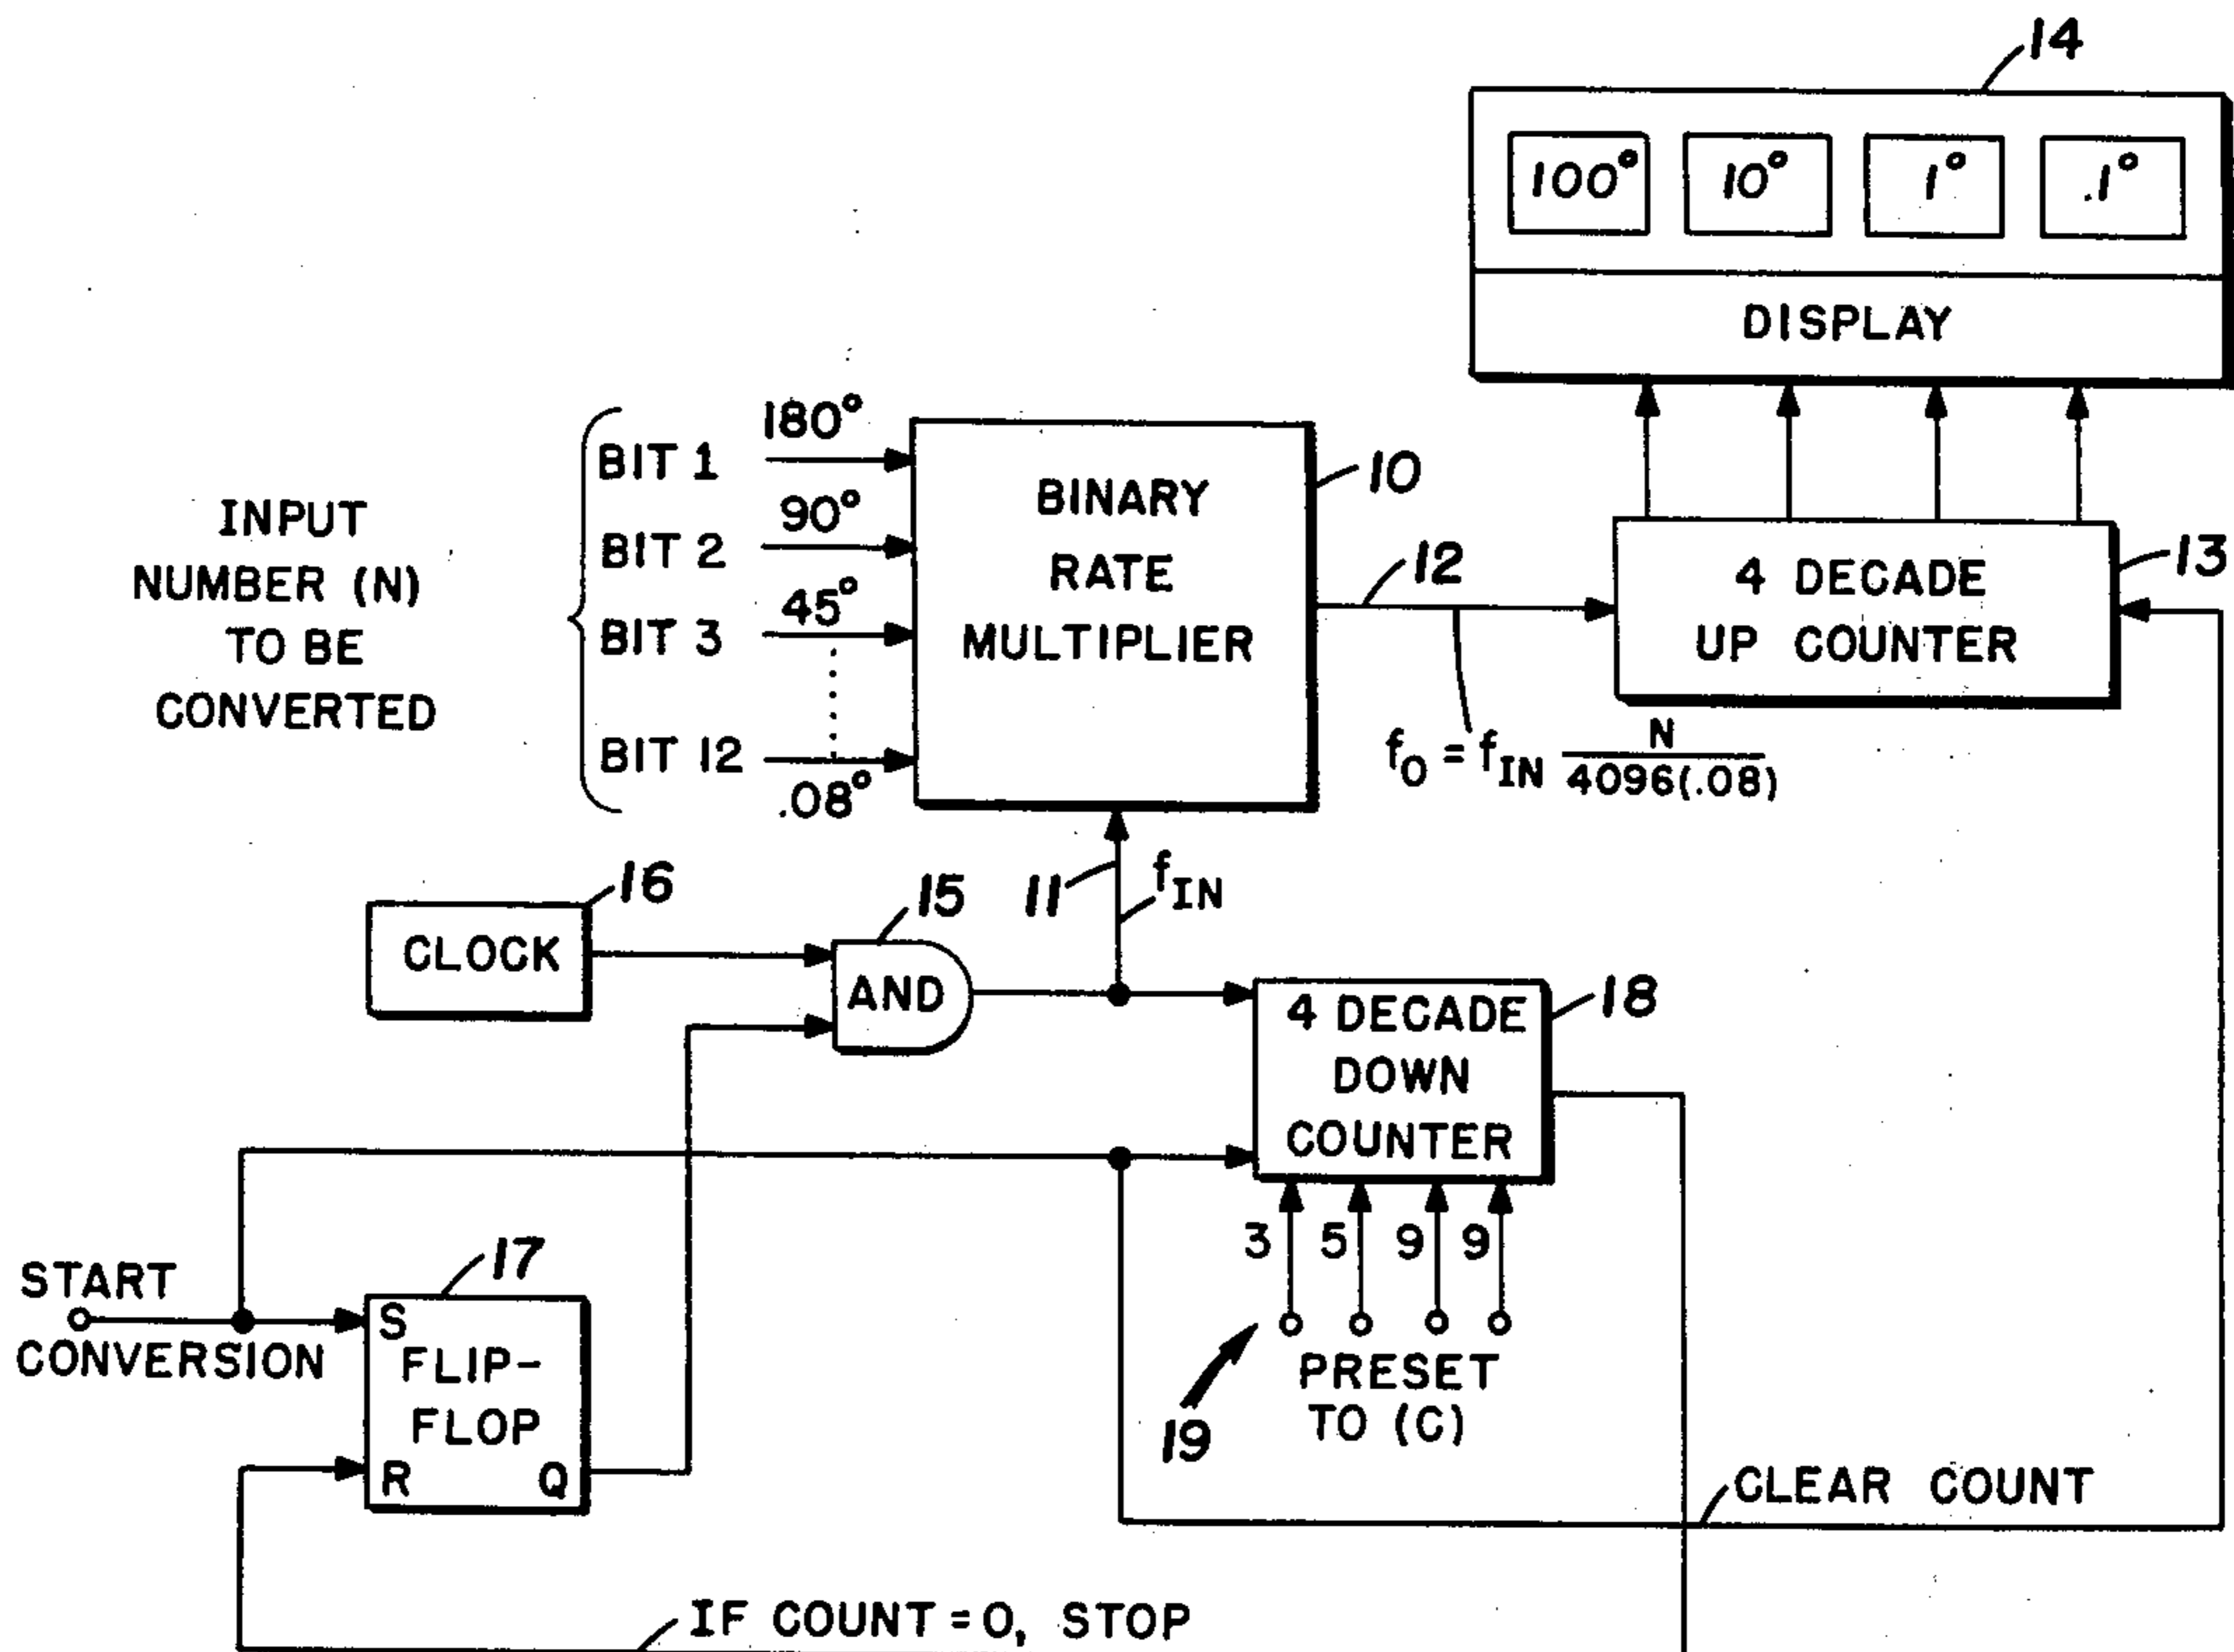 14
100° 10° 1° .1°
DISPLAY
INPUT
NUMBER (N)
TO BE
CONVERTED
BIT 1 180°
BIT 2 90°
BIT 3 45°
BIT 12 .08°
BINARY
RATE
MULTIPLIER
10
12
4 DECADE
UP COUNTER
13
fO = fIN N
4096(.08)
16
CLOCK
15
AND
11
fIN
4 DECADE
DOWN
COUNTER
18
3 5 9 9
PRESET
TO (C)
19
START
CONVERSION
17
S
FLIP-
FLOP
R Q
CLEAR COUNT
IF COUNT = 0, STOP